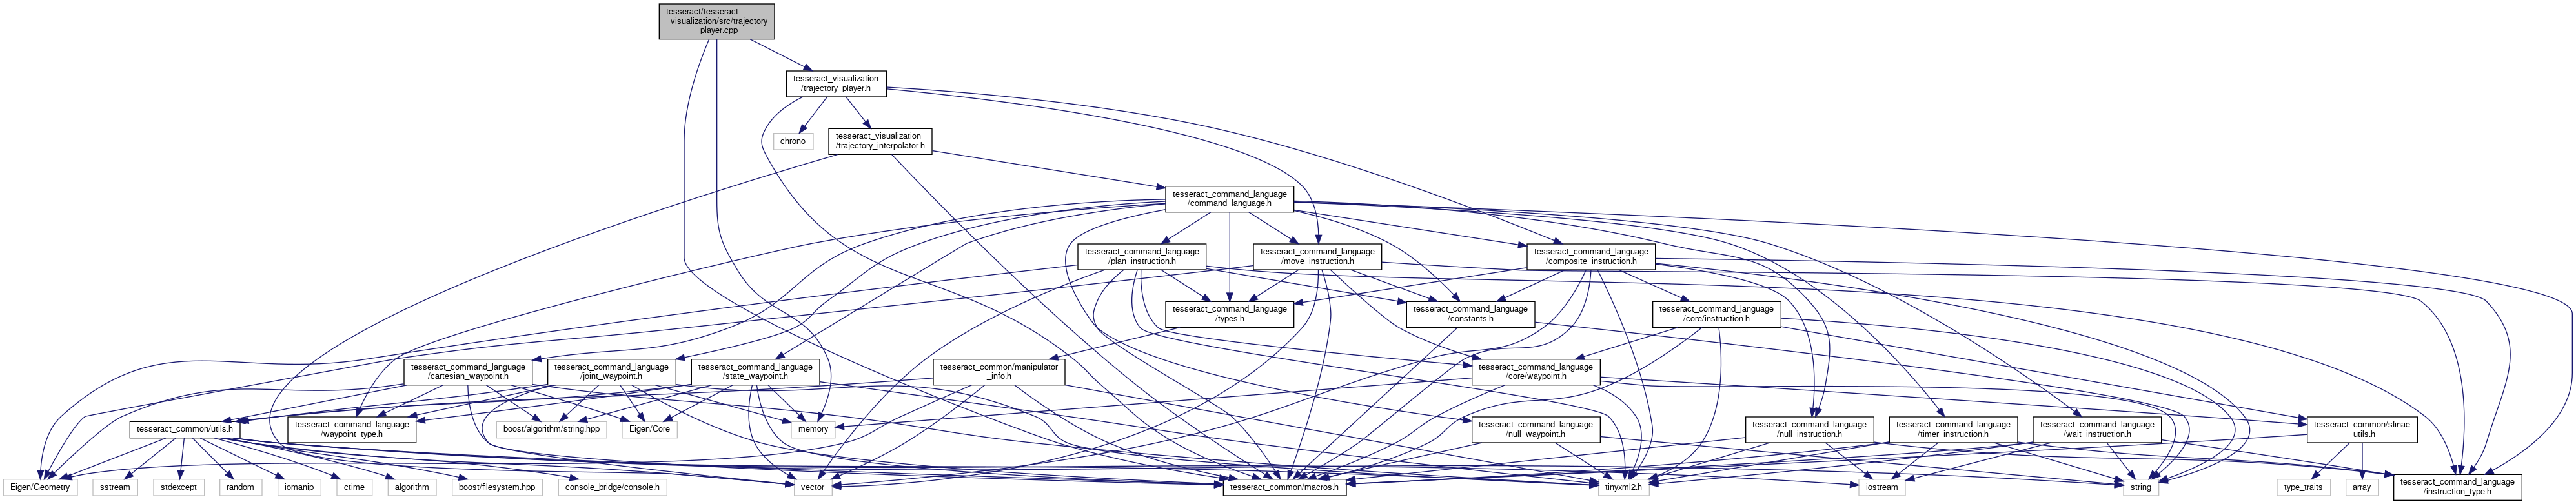 tesseract/tesseract
_visualization/src/trajectory
_player.cpp
tesseract_visualization
/trajectory_player.h
chrono
tesseract_visualization
/trajectory_interpolator.h
tesseract_command_language
/command_language.h
tesseract_command_language
/plan_instruction.h
tesseract_command_language
/move_instruction.h
tesseract_command_language
/composite_instruction.h
tesseract_command_language
/types.h
tesseract_command_language
/constants.h
tesseract_command_language
/core/instruction.h
tesseract_command_language
/cartesian_waypoint.h
tesseract_command_language
/joint_waypoint.h
tesseract_command_language
/state_waypoint.h
tesseract_common/manipulator
_info.h
tesseract_command_language
/core/waypoint.h
tesseract_common/utils.h
tesseract_command_language
/waypoint_type.h
boost/algorithm/string.hpp
Eigen/Core
memory
tesseract_command_language
/null_waypoint.h
tesseract_command_language
/null_instruction.h
tesseract_command_language
/timer_instruction.h
tesseract_command_language
/wait_instruction.h
tesseract_common/sfinae
_utils.h
Eigen/Geometry
sstream
stdexcept
random
iomanip
ctime
algorithm
boost/filesystem.hpp
console_bridge/console.h
vector
tesseract_common/macros.h
tinyxml2.h
iostream
string
type_traits
array
tesseract_command_language
/instruction_type.h